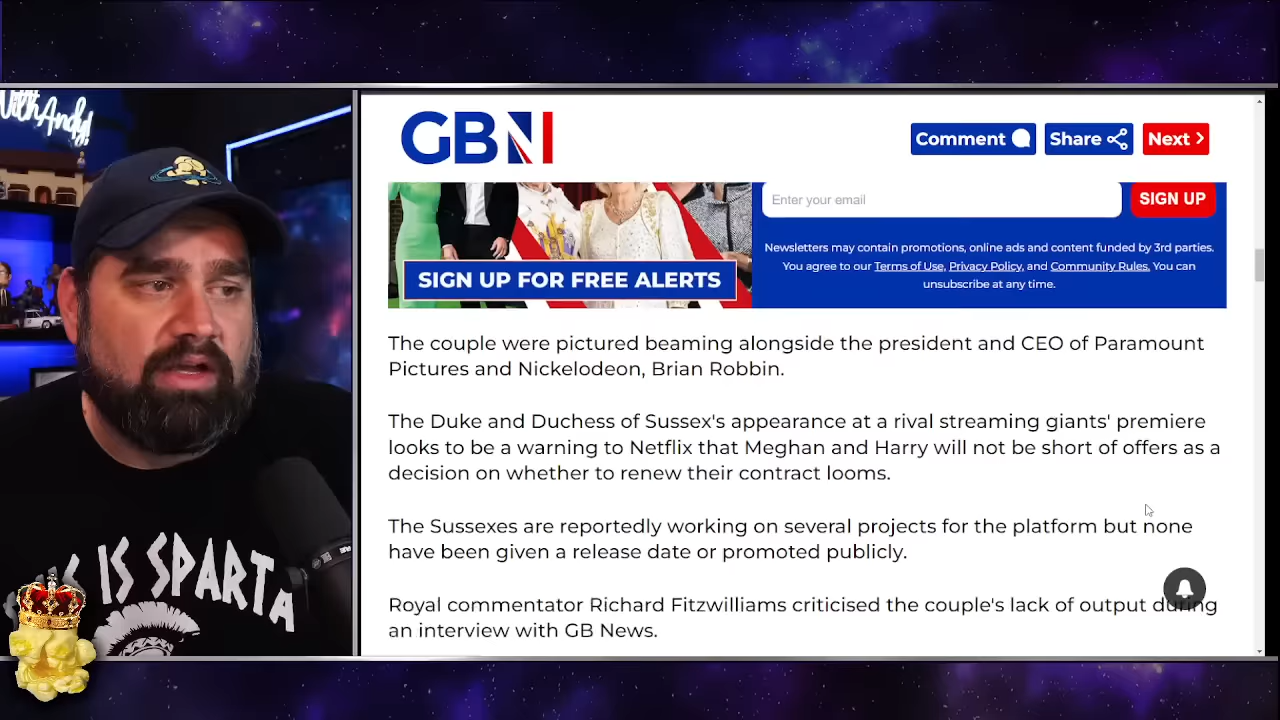 With Andy!
GBN
Comment
Share
Next
Enter your email
SIGN UP
SIGN UP FOR FREE ALERTS
Newsletters may contain promotions, online ads and content funded by 3rd parties.
You agree to our Terms of Use, Privacy Policy, and Community Rules. You can
unsubscribe at any time.
The couple were pictured beaming alongside the president and CEO of Paramount
Pictures and Nickelodeon, Brian Robbin.
The Duke and Duchess of Sussex's appearance at a rival streaming giants' premiere
looks to be a warning to Netflix that Meghan and Harry will not be short of offers as a
decision on whether to renew their contract looms.
The Sussexes are reportedly working on several projects for the platform but none
have been given a release date or promoted publicly.
Royal commentator Richard Fitzwilliams criticised the couple's lack of output during
an interview with GB News.
IS SPARTA